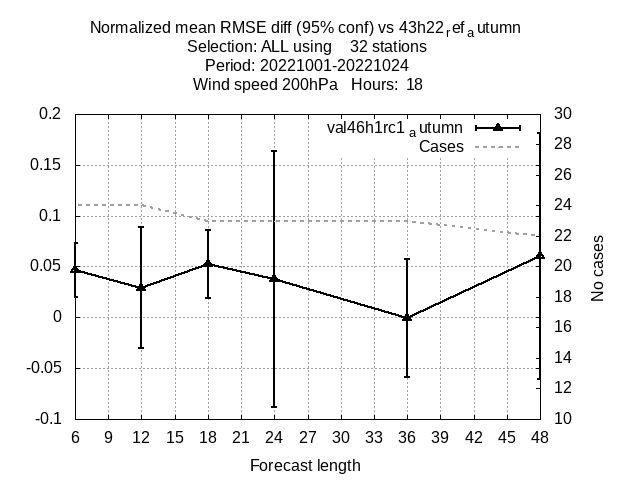 Normalized mean RMSE diff (95% conf) vs 43h22refautumn
Selection: ALL using 32 stations
Period: 20221001-20221024
Wind speed 200hPa Hours: 18
val46h1rc1autumn
Cases
0.2
0.15
0.1
0.05
0
-0.05
-0.1
30
28
26
24
22
20
18
16
14
12
10
No cases
6 9 12 15 18 21 24 27 30 33 36 39 42 45 48
Forecast length